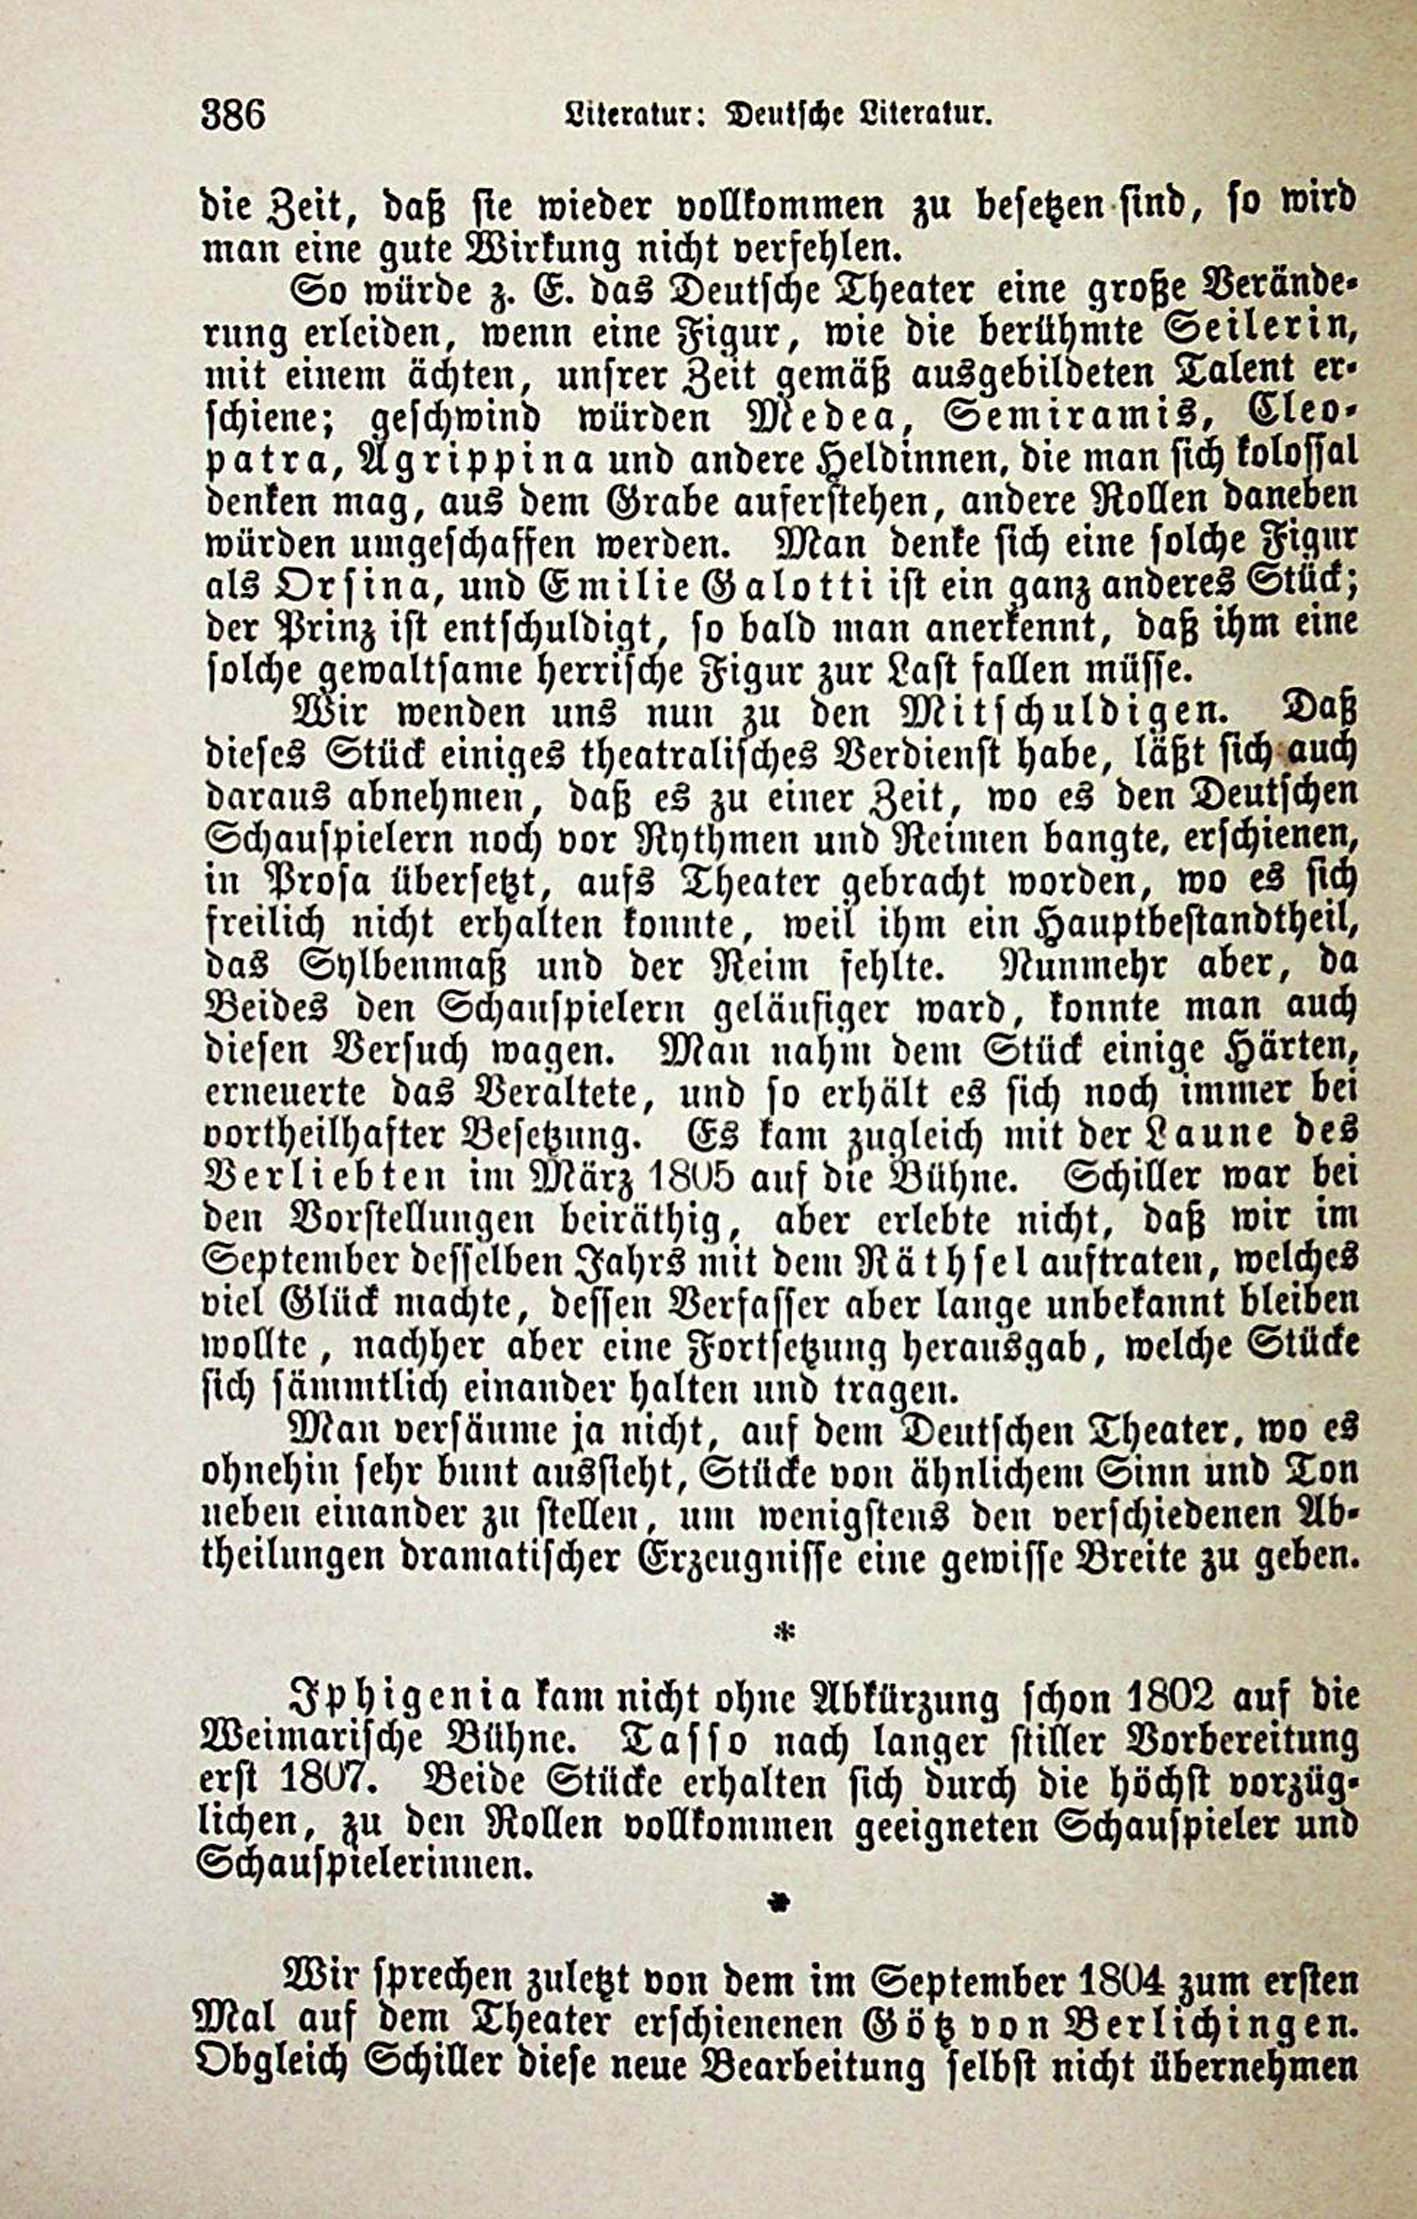 386 Literatur: Deutsche Literatur.
die Zeit, daß sie wieder vollkommen zu besetzen sind, so wird
man eine gute Wirkung nicht verfehlen.
So würde z. E. das Deutsche Theater eine große Verände-
rung erleiden, wenn eine Figur, wie die berühmte Seilerin,
mit einem ächten, unsrer Zeit gemäß ausgebildeten Talent er-
schiene; geschwind würden Medea, Semiramis, Cleo-
patra, Agrippina und andere Heldinnen, die man sich kolossal
denken mag, aus dem Grabe auferstehen, andere Rollen daneben
würden umgeschaffen werden. Man denke sich eine solche Figur
als Orsina, und Emilie Galotti ist ein ganz anderes Stück;
der Prinz ist entschuldigt, so bald man anerkennt, daß ihm eine
solche gewaltsame herrische Figur zur Last fallen müsse.
Wir wenden uns nun zu den Mitschuldigen. Daß
dieses Stück einiges theatralisches Verdienst habe, läßt sich auch
daraus abnehmen, daß es zu einer Zeit, wo es den Deutschen
Schauspielern noch vor Rythmen und Reimen bangte, erschienen,
in Prosa übersetzt, aufs Theater gebracht worden, wo es sich
freilich nicht erhalten konnte, weil ihm ein Hauptbestandtheil,
das Sylbenmaß und der Reim fehlte. Nunmehr aber, da
Beides den Schauspielern geläufiger ward, konnte man auch
diesen Versuch wagen. Man nahm dem Stück einige Härten,
erneuerte das Veraltete, und so erhält es sich noch immer bei
vortheilhafter Besetzung. Es kam zugleich mit der Laune des
Verliebten im März 1805 auf die Bühne. Schiller war bei
den Vorstellungen beiräthig, aber erlebte nicht, daß wir im
September desselben Jahrs mit dem Räthsel auftraten, welches
viel Glück machte, dessen Verfasser aber lange unbekannt bleiben
wollte, nachher aber eine Fortsetzung herausgab, welche Stücke
sich sämmtlich einander halten und tragen.
Man versäume ja nicht, auf dem Deutschen Theater, wo es
ohnehin sehr bunt aussieht, Stücke von ähnlichem Sinn und Ton
neben einander zu stellen, um wenigstens den verschiedenen Ab-
theilungen dramatischer Erzeugnisse eine gewisse Breite zu geben.
*
Iphigenia kam nicht ohne Abkürzung schon 1802 auf die
Weimarische Bühne. Tasso nach langer stiller Vorbereitung
erst 1807. Beide Stücke erhalten sich durch die höchst vorzüg-
lichen, zu den Rollen vollkommen geeigneten Schauspieler und
Schauspielerinnen.
*
Wir sprechen zuletzt von dem im September 1804 zum ersten
Mal auf dem Theater erschienenen Götz von Berlichingen.
Obgleich Schiller diese neue Bearbeitung selbst nicht übernehmen